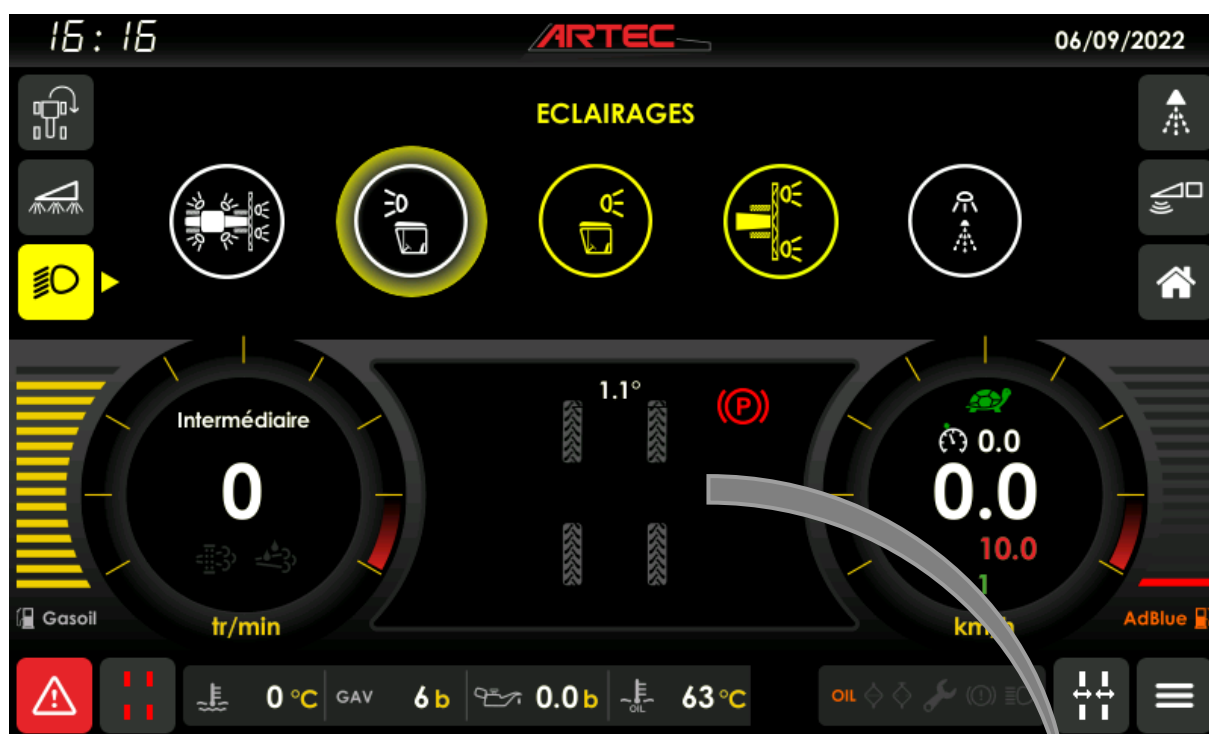 16:16
ARTEC
06/09/2022
ECLAIRAGES
Intermédiaire
0
tr/min
1.1°
(P)
0.0
0.0
10.0
1
Gasoil
AdBlue
0 °C
GAV 6 b
0.0 b
OIL
63 °C
OIL